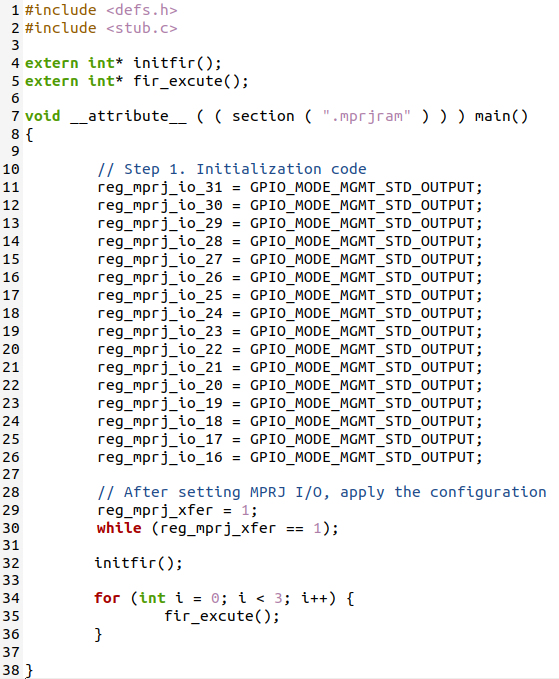 1 #include <defs.h>
2 #include <stub.c>
3
4 extern int* initfir();
5 extern int* fir_excute();
6
7 void __attribute__ ( ( section ( ".mprjram" ) ) ) main()
8 {
9
10         // Step 1. Initialization code
11         reg_mprj_io_31 = GPIO_MODE_MGMT_STD_OUTPUT;
12         reg_mprj_io_30 = GPIO_MODE_MGMT_STD_OUTPUT;
13         reg_mprj_io_29 = GPIO_MODE_MGMT_STD_OUTPUT;
14         reg_mprj_io_28 = GPIO_MODE_MGMT_STD_OUTPUT;
15         reg_mprj_io_27 = GPIO_MODE_MGMT_STD_OUTPUT;
16         reg_mprj_io_26 = GPIO_MODE_MGMT_STD_OUTPUT;
17         reg_mprj_io_25 = GPIO_MODE_MGMT_STD_OUTPUT;
18         reg_mprj_io_24 = GPIO_MODE_MGMT_STD_OUTPUT;
19         reg_mprj_io_23 = GPIO_MODE_MGMT_STD_OUTPUT;
20         reg_mprj_io_22 = GPIO_MODE_MGMT_STD_OUTPUT;
21         reg_mprj_io_21 = GPIO_MODE_MGMT_STD_OUTPUT;
22         reg_mprj_io_20 = GPIO_MODE_MGMT_STD_OUTPUT;
23         reg_mprj_io_19 = GPIO_MODE_MGMT_STD_OUTPUT;
24         reg_mprj_io_18 = GPIO_MODE_MGMT_STD_OUTPUT;
25         reg_mprj_io_17 = GPIO_MODE_MGMT_STD_OUTPUT;
26         reg_mprj_io_16 = GPIO_MODE_MGMT_STD_OUTPUT;
27
28         // After setting MPRJ I/O, apply the configuration
29         reg_mprj_xfer = 1;
30         while (reg_mprj_xfer == 1);
31
32         initfir();
33
34         for (int i = 0; i < 3; i++) {
35                 fir_excute();
36         }
37
38 }